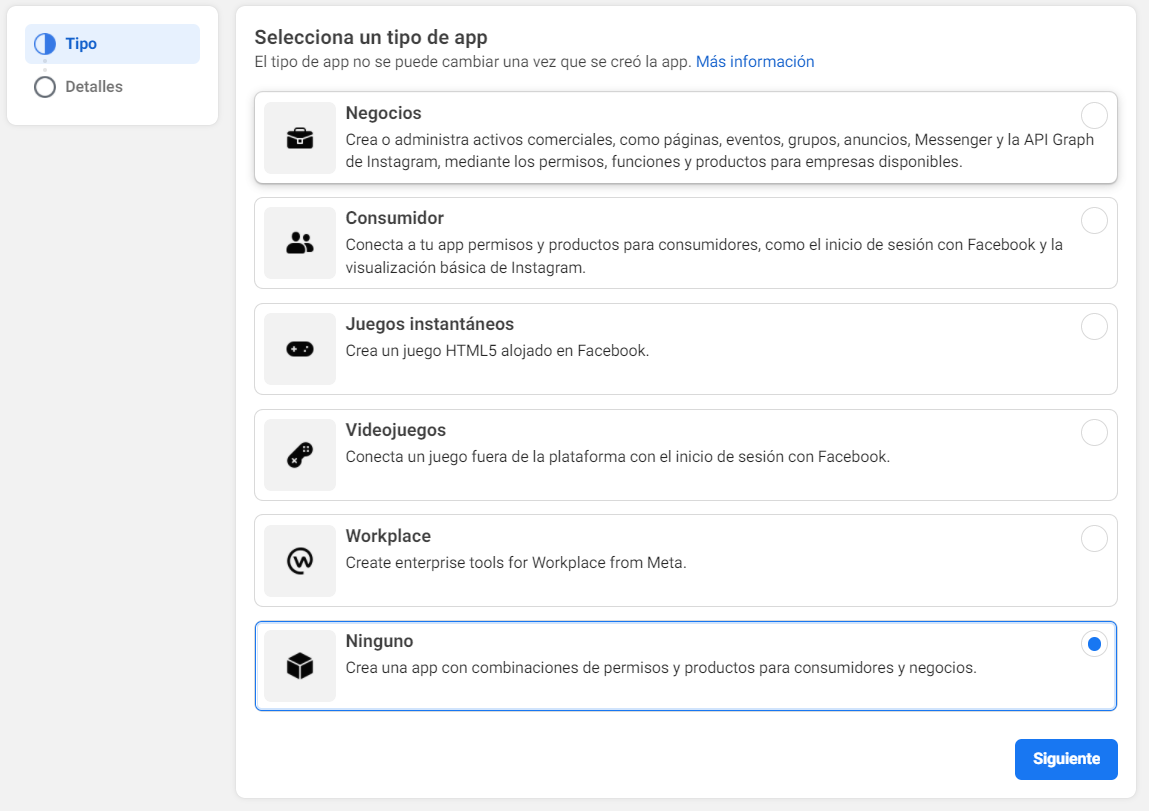 Tipo
Detalles
Selecciona un tipo de app
El tipo de app no se puede cambiar una vez que se creó la app. Más información
Negocios
Crea o administra activos comerciales, como páginas, eventos, grupos, anuncios, Messenger y la API Graph
de Instagram, mediante los permisos, funciones y productos para empresas disponibles.
Consumidor
Conecta a tu app permisos y productos para consumidores, como el inicio de sesión con Facebook y la
visualización básica de Instagram.
Juegos instantáneos
Crea un juego HTML5 alojado en Facebook.
Videojuegos
Conecta un juego fuera de la plataforma con el inicio de sesión con Facebook.
Workplace
Create enterprise tools for Workplace from Meta.
Ninguno
Crea una app con combinaciones de permisos y productos para consumidores y negocios.
Siguiente